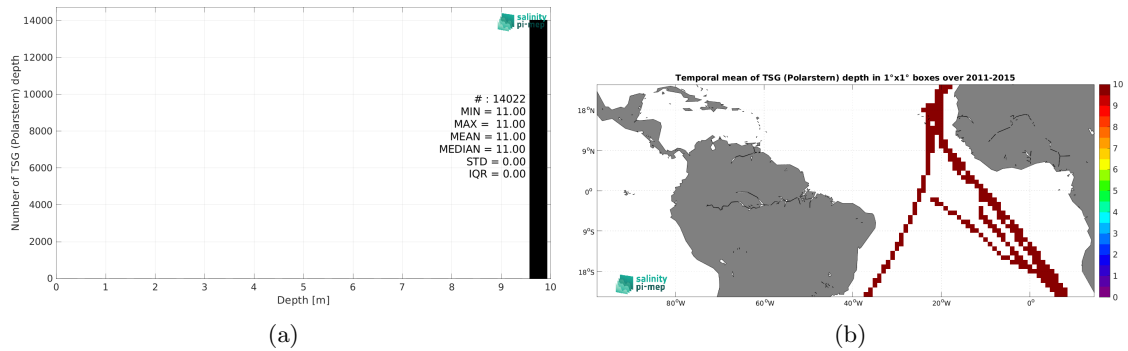 14000
12000
10000
8000
6000
4000
2000
0
Number of TSG (Polarstern) depth
salinity
pi-mep
# : 14022
MIN = 11.00
MAX = 11.00
MEAN = 11.00
MEDIAN = 11.00
STD = 0.00
IQR = 0.00
0 1 2 3 4 5 6 7 8 9 10
Depth [m]
(a)
Temporal mean of TSG (Polarstern) depth in 1°x1° boxes over 2011-2015
18°N
9°N
0°
9°S
18°S
salinity
pi-mep
80°W 60°W 40°W 20°W 0°
10
9
8
7
6
5
4
3
2
1
0
(b)